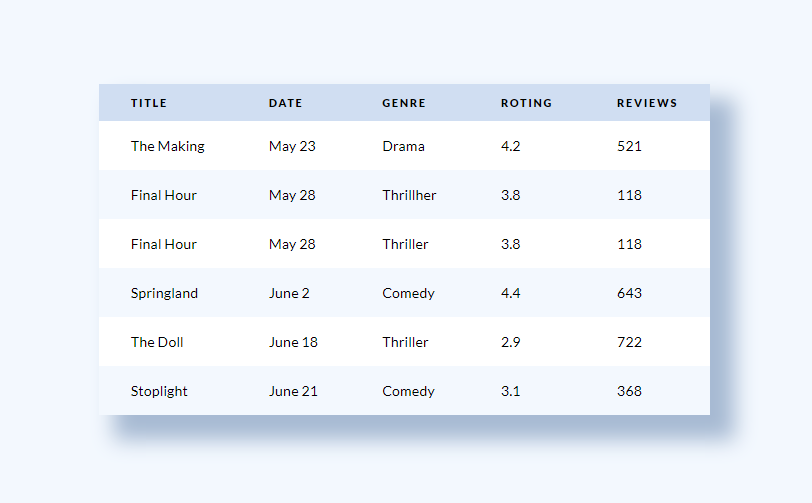 TITLE DATE GENRE ROTING REVIEWS
The Making May 23 Drama 4.2 521
Final Hour May 28 Thrillher 3.8 118
Final Hour May 28 Thriller 3.8 118
Springland June 2 Comedy 4.4 643
The Doll June 18 Thriller 2.9 722
Stoplight June 21 Comedy 3.1 368